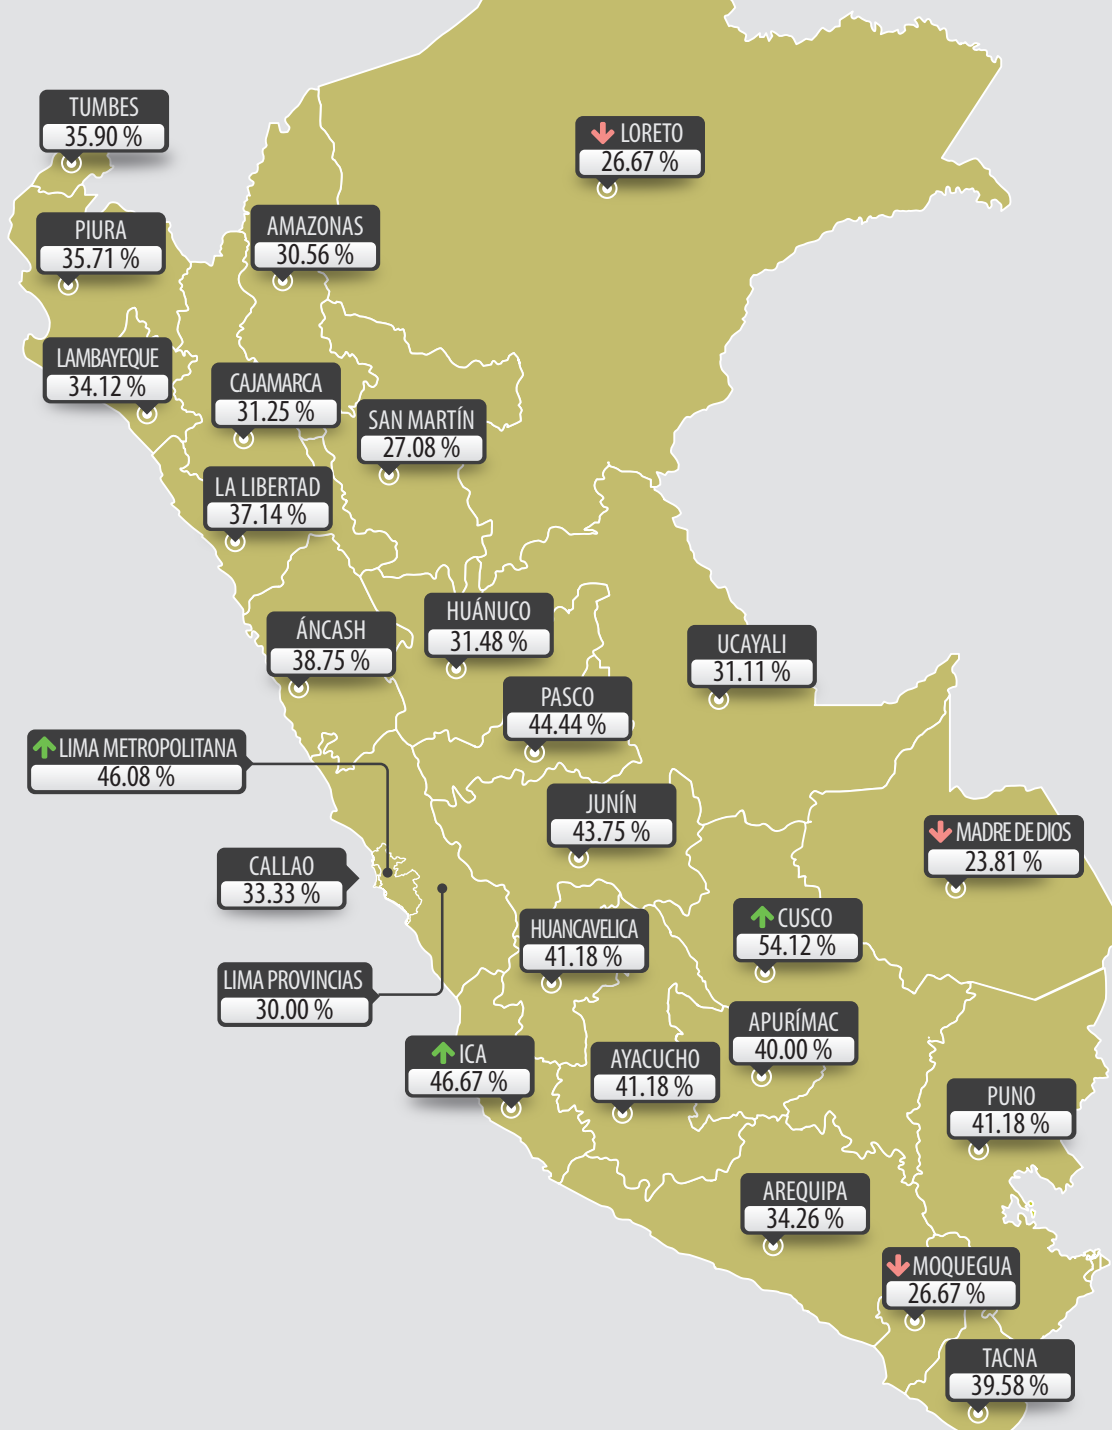 TUMBES
35.90 %
LORETO
26.67 %
PIURA
35.71 %
AMAZONAS
30.56 %
LAMBAYEQUE
34.12 %
CAJAMARCA
31.25 %
SAN MARTÍN
27.08 %
LA LIBERTAD
37.14 %
HUÁNUCO
31.48 %
ÁNCASH
38.75 %
UCAYALI
31.11 %
PASCO
44.44 %
LIMA METROPOLITANA
46.08 %
JUNÍN
43.75 %
MADRE DE DIOS
23.81 %
CALLAO
33.33 %
CUSCO
54.12 %
HUANCAVELICA
41.18 %
LIMA PROVINCIAS
30.00 %
APURÍMAC
40.00 %
ICA
46.67 %
AYACUCHO
41.18 %
PUNO
41.18 %
AREQUIPA
34.26 %
MOQUEGUA
26.67 %
TACNA
39.58 %